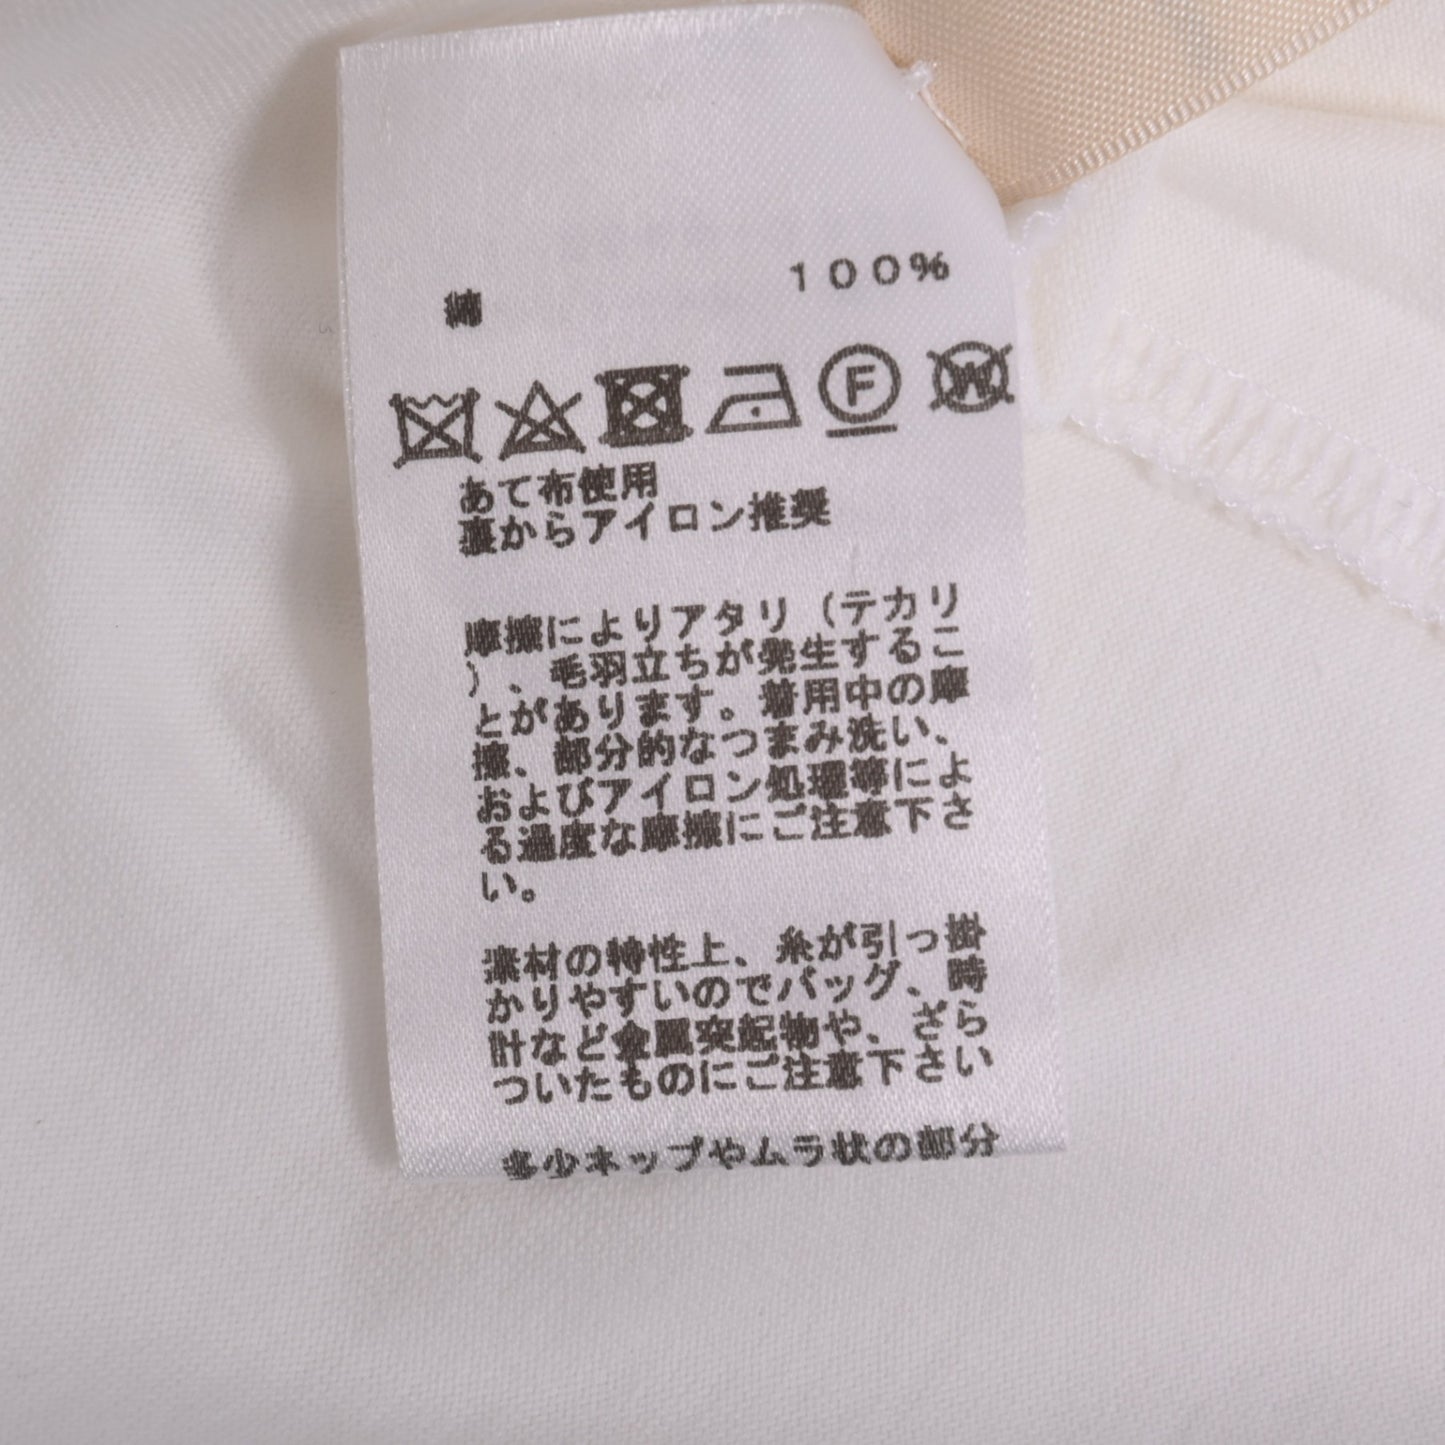 綿 100%
F W
あて布使用
裏からアイロン推奨
摩擦によりアタリ（テカリ
）、毛羽立ちが発生するこ
とがあります。着用中の摩
擦、部分的なつまみ洗い、
およびアイロン処理等によ
る過度な摩擦にご注意下さ
い。
素材の特性上、糸が引っ掛
かりやすいのでバッグ、時
計など金属突起物や、ざら
ついたものにご注意下さい
多少ネップやムラ状の部分